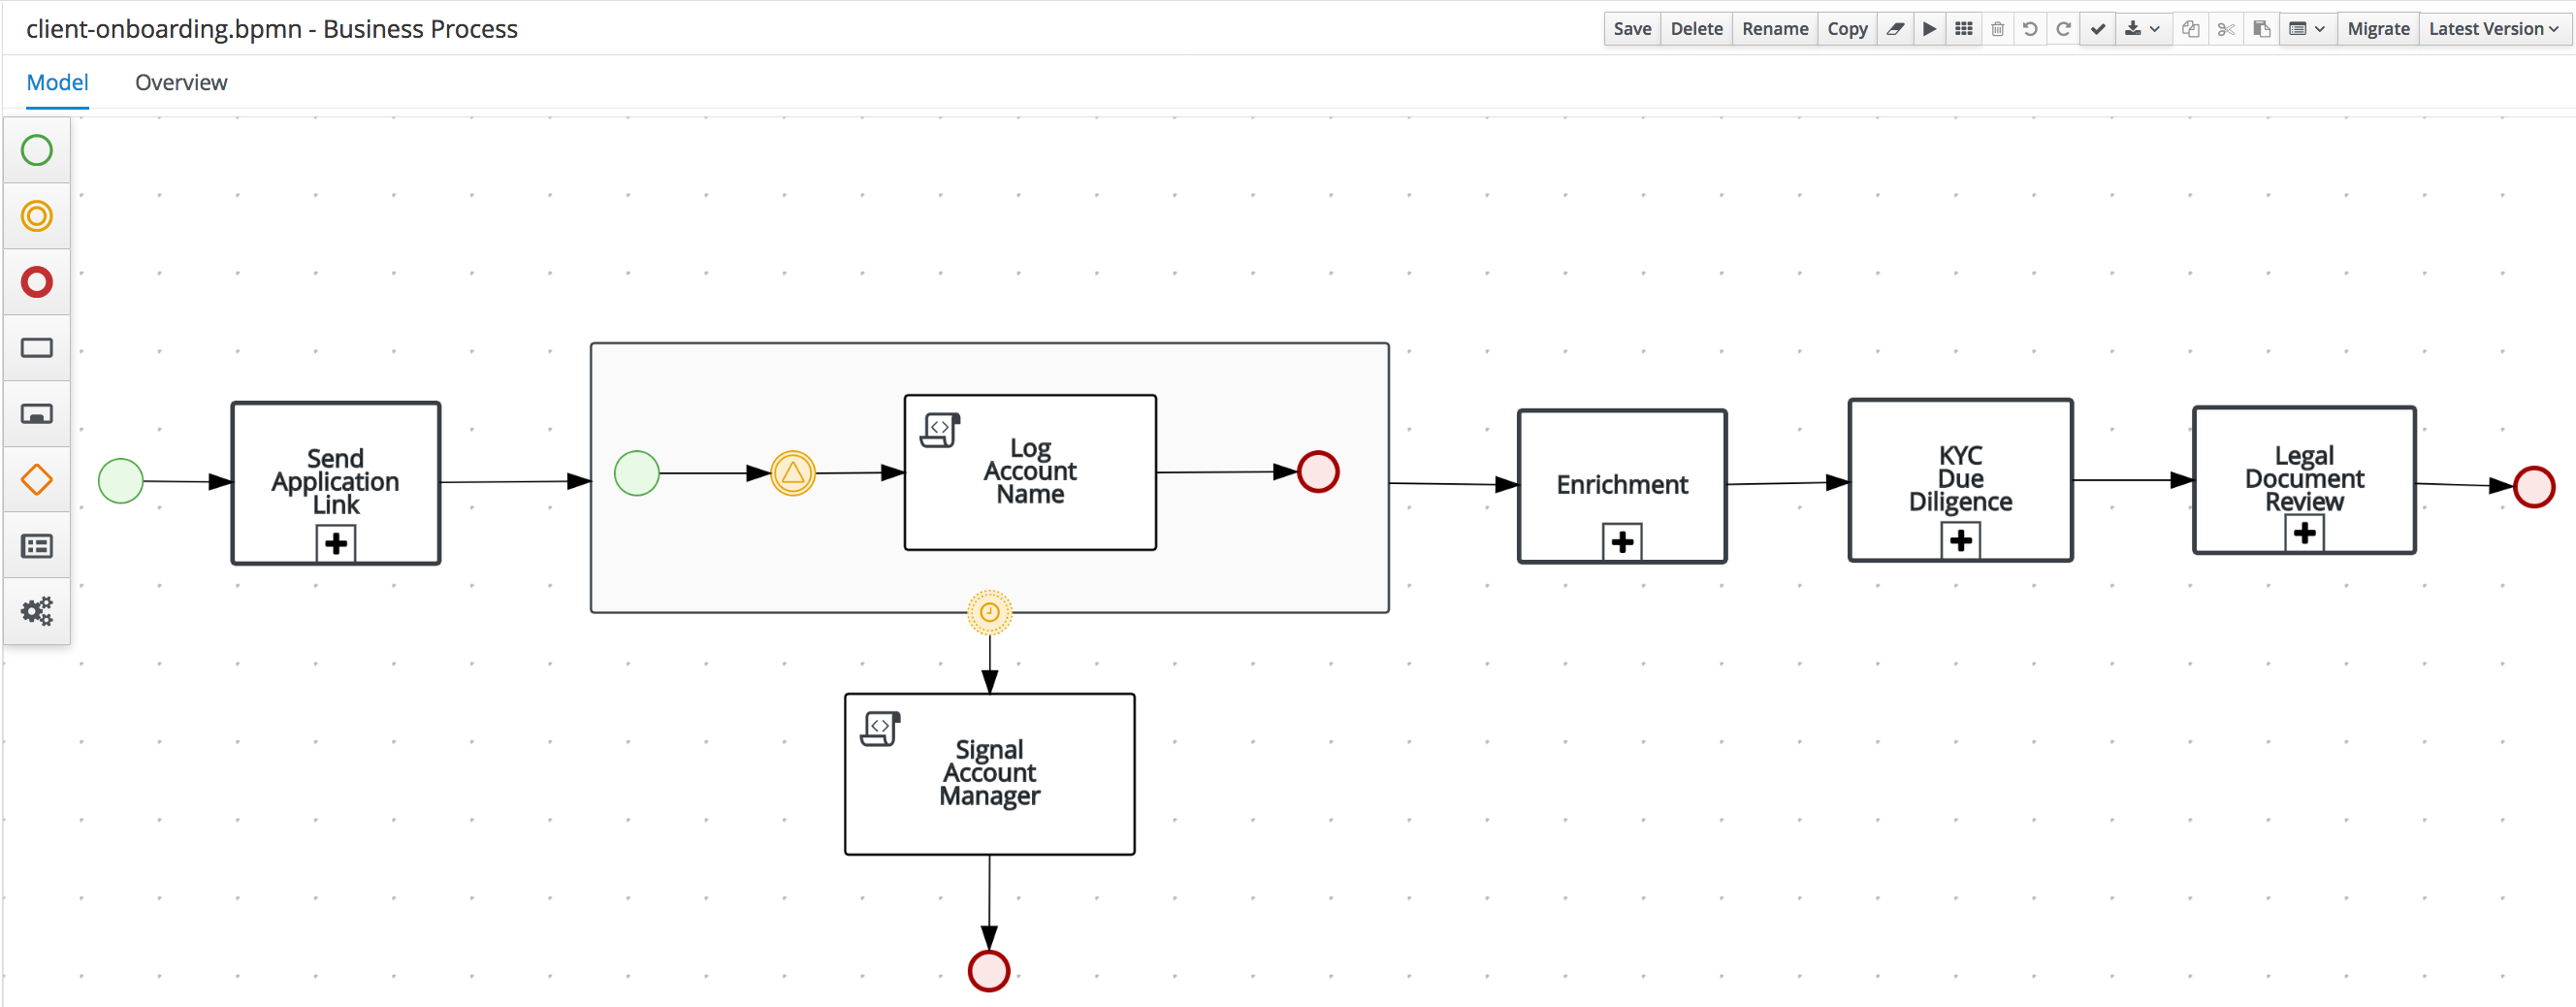 client-onboarding.bpmn - Business Process
Save Delete Rename Copy Migrate Latest Version
Model Overview
Send
Application
Link
Log
Account
Name
Enrichment
KYC
Due
Diligence
Legal
Document
Review
Signal
Account
Manager